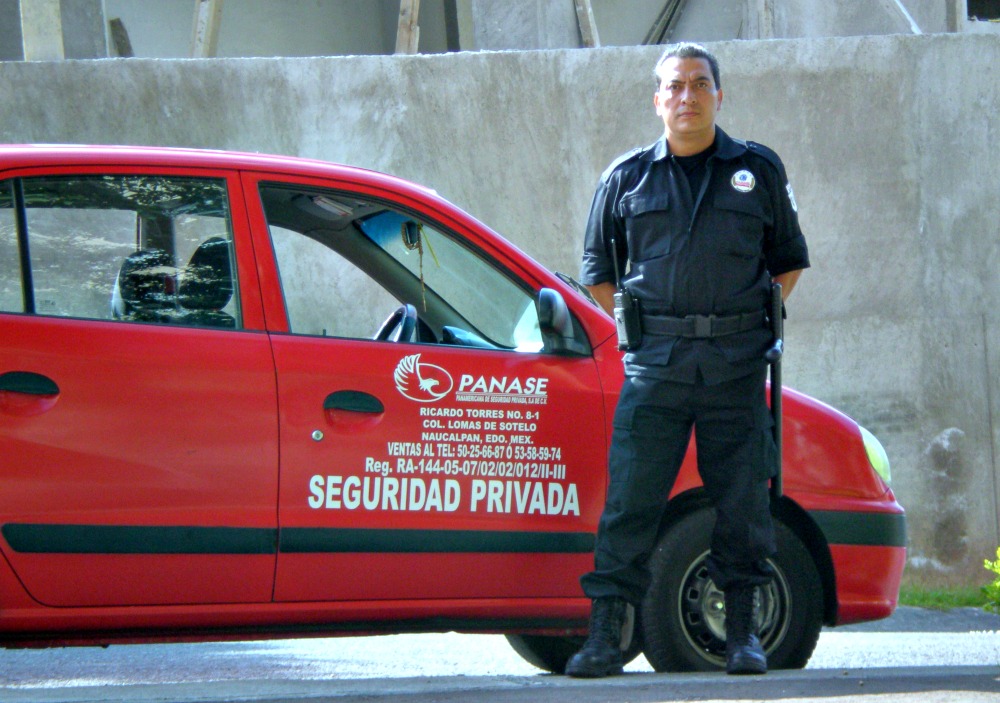 PANASE
PANAMERICANA DE SEGURIDAD PRIVADA, S.A DE C.V.
RICARDO TORRES NO. 8-1
COL. LOMAS DE SOTELO
NAUCALPAN, EDO. MEX.
VENTAS AL TEL: 50-25-66-87 Ó 53-58-59-74
Reg. RA-144-05-07/02/02/012/II-III
SEGURIDAD PRIVADA